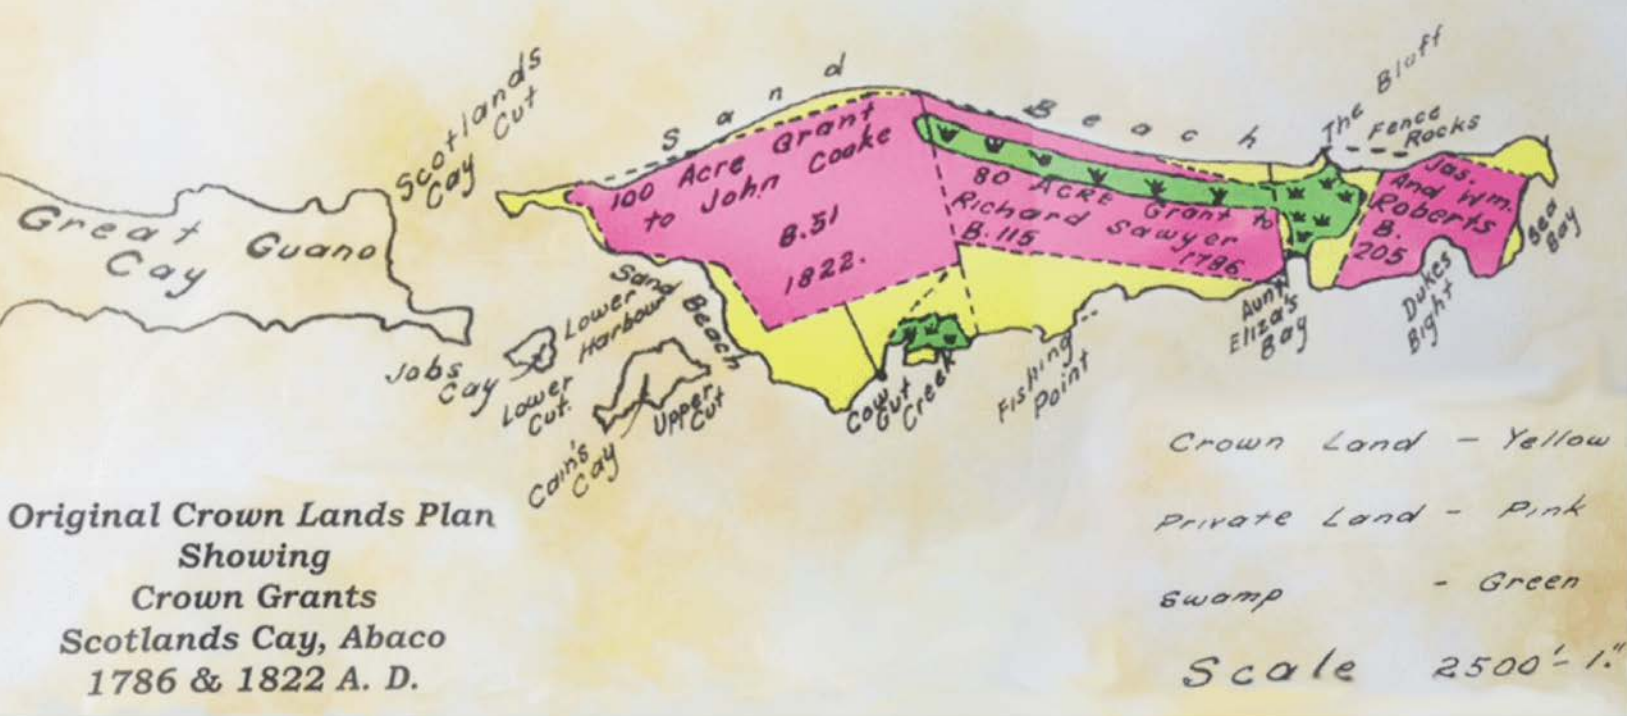 Scotlands
Cay Cut
Great Guano
Cay
Sand Beach
The Bluff
Fence
Rocks
100 Acre Grant
to John Coake
B.51
1822.
80 ACRE Grant to
Richard Sawyer
B.115
1786
Jas.
And Wm.
Roberts
B.
205
Sea
Bay
Dukes
Bight
Aunt
Eliza's
Bay
Fishing
Point
Cow
Gut
Creek
Sand Beach
Lower
Harbour
Jobs
Cay
Lower
Cut.
Upper
Cut
Cain's
Cay
Crown Land - Yellow
Private Land - Pink
Swamp - Green
Scale 2500'- 1."
Original Crown Lands Plan
Showing
Crown Grants
Scotlands Cay, Abaco
1786 & 1822 A. D.